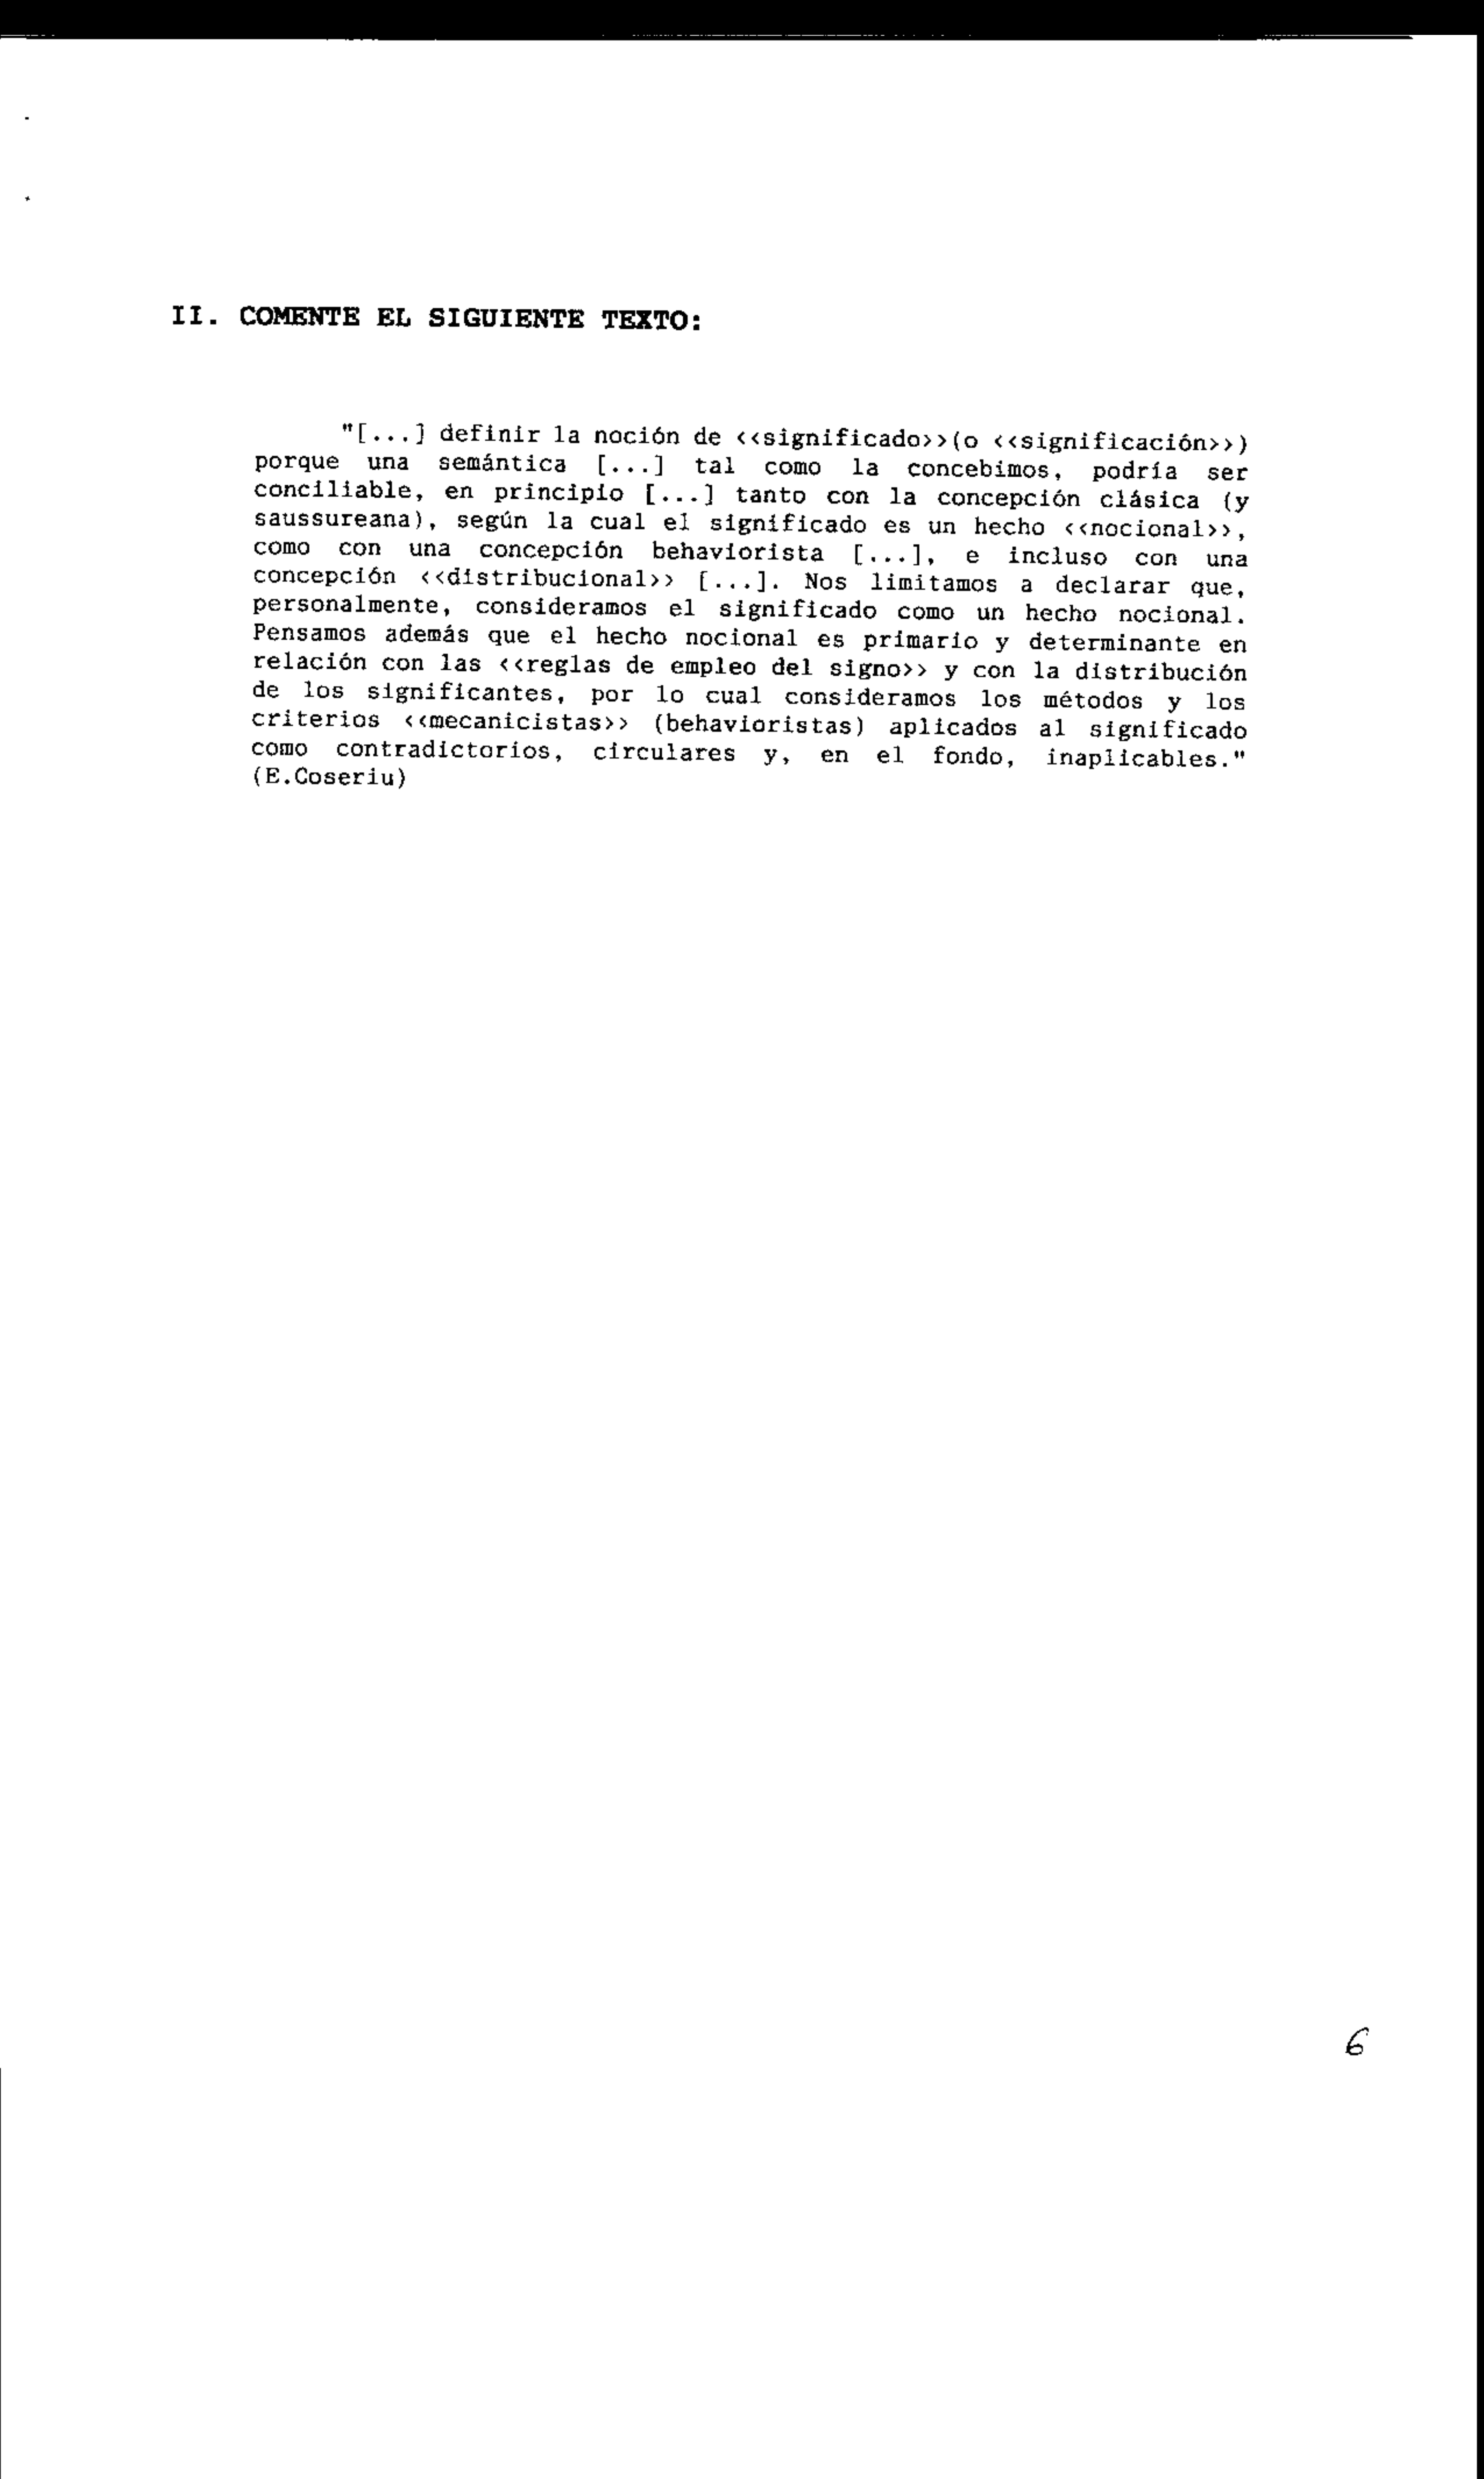 II. COMENTE EL SIGUIENTE TEXTO:
"[...] definir la noción de <<significado>>(o <<significación>>)
porque una semántica [...] tal como la concebimos, podría ser
conciliable, en principio [...] tanto con la concepción clásica (y
saussureana), según la cual el significado es un hecho <<nocional>>,
como con una concepción behaviorista [...], e incluso con una
concepción <<distribucional>> [...]. Nos limitamos a declarar que,
personalmente, consideramos el significado como un hecho nocional.
Pensamos además que el hecho nocional es primario y determinante en
relación con las <<reglas de empleo del signo>> y con la distribución
de los significantes, por lo cual consideramos los métodos y los
criterios <<mecanicistas>> (behavioristas) aplicados al significado
como contradictorios, circulares y, en el fondo, inaplicables."
(E.Coseriu)
6